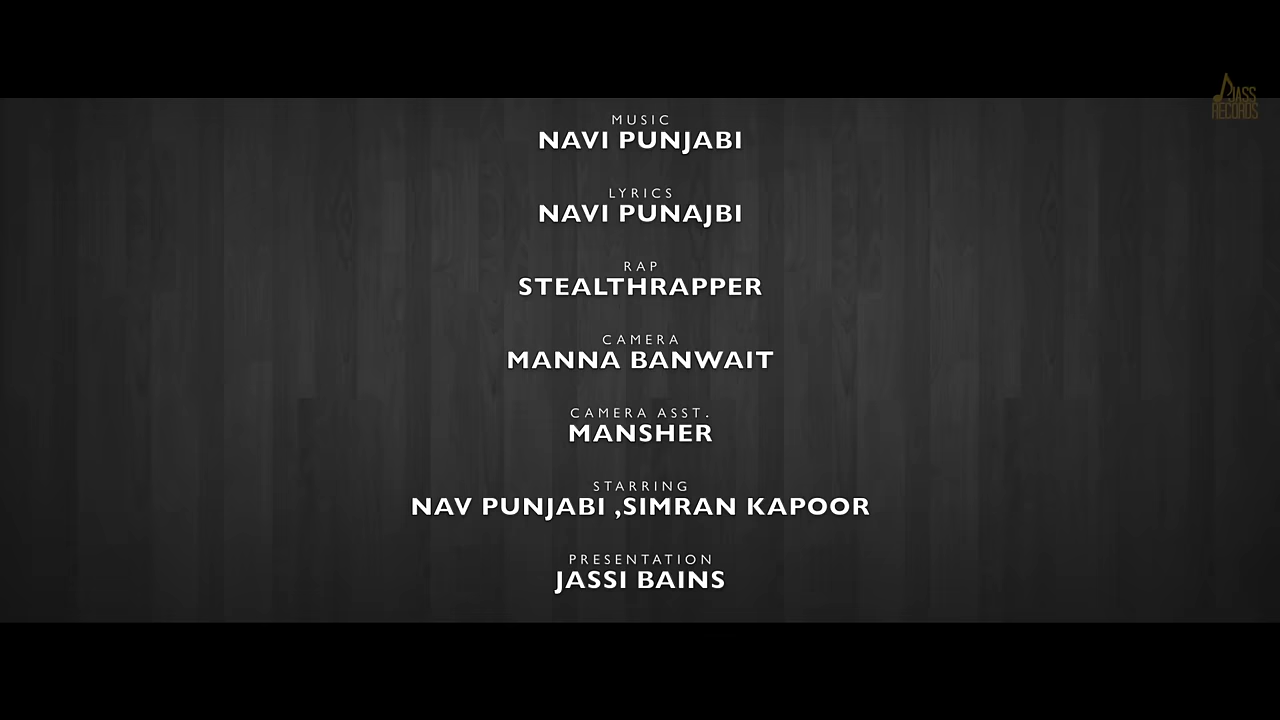 JASS
RECORDS
MUSIC
NAVI PUNJABI
LYRICS
NAVI PUNAJBI
RAP
STEALTHRAPPER
CAMERA
MANNA BANWAIT
CAMERA ASST.
MANSHER
STARRING
NAV PUNJABI ,SIMRAN KAPOOR
PRESENTATION
JASSI BAINS